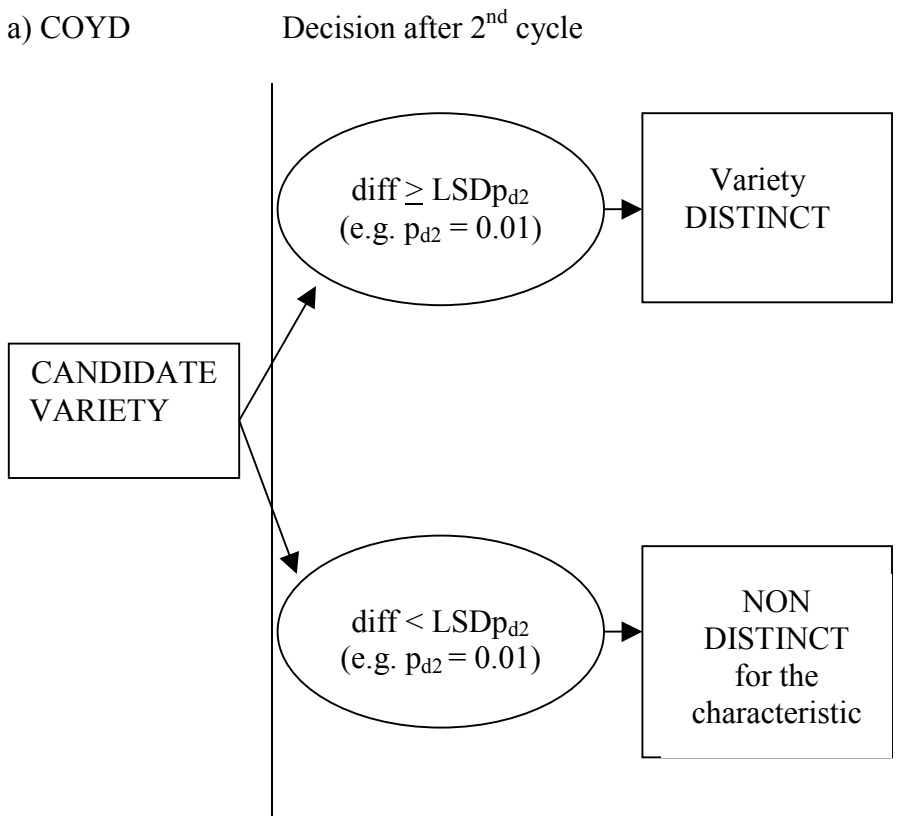 a) COYD Decision after 2nd cycle
diff ≥ LSDpd2
(e.g. pd2 = 0.01)
Variety
DISTINCT
CANDIDATE
VARIETY
diff < LSDpd2
(e.g. pd2 = 0.01)
NON
DISTINCT
for the
characteristic